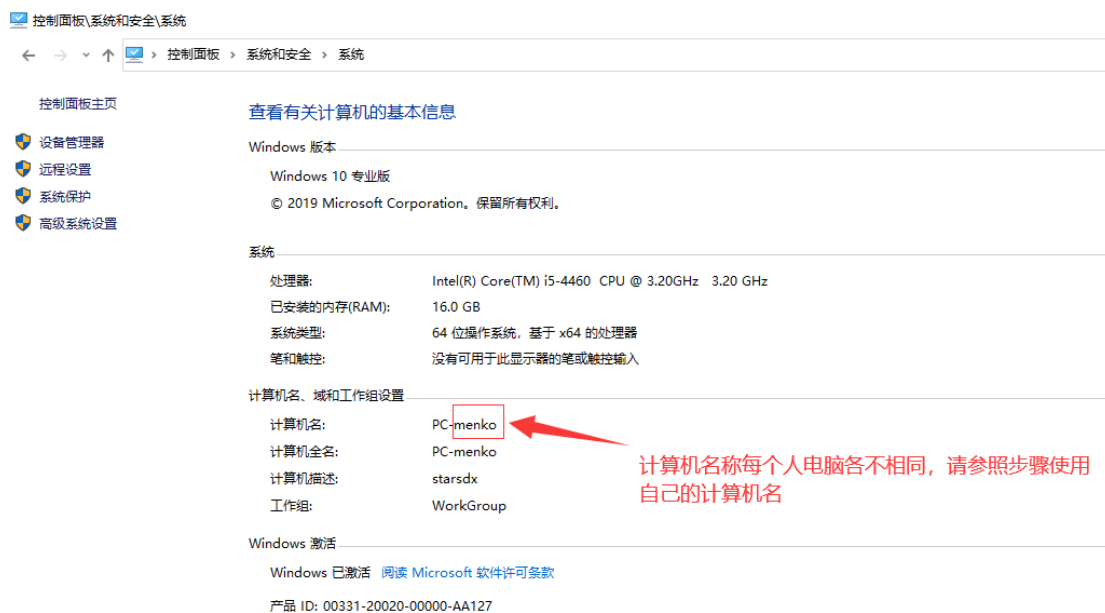 控制面板\系统和安全\系统
控制面板 › 系统和安全 › 系统
控制面板主页
设备管理器
远程设置
系统保护
高级系统设置
查看有关计算机的基本信息
Windows 版本
Windows 10 专业版
© 2019 Microsoft Corporation。保留所有权利。
系统
处理器: Intel(R) Core(TM) i5-4460 CPU @ 3.20GHz 3.20 GHz
已安装的内存(RAM): 16.0 GB
系统类型: 64 位操作系统，基于 x64 的处理器
笔和触控: 没有可用于此显示器的笔或触控输入
计算机名、域和工作组设置
计算机名: PC-menko
计算机全名: PC-menko
计算机描述: starsdx
工作组: WorkGroup
计算机名称每个人电脑各不相同，请参照步骤使用
自己的计算机名
Windows 激活
Windows 已激活 阅读 Microsoft 软件许可条款
产品 ID: 00331-20020-00000-AA127